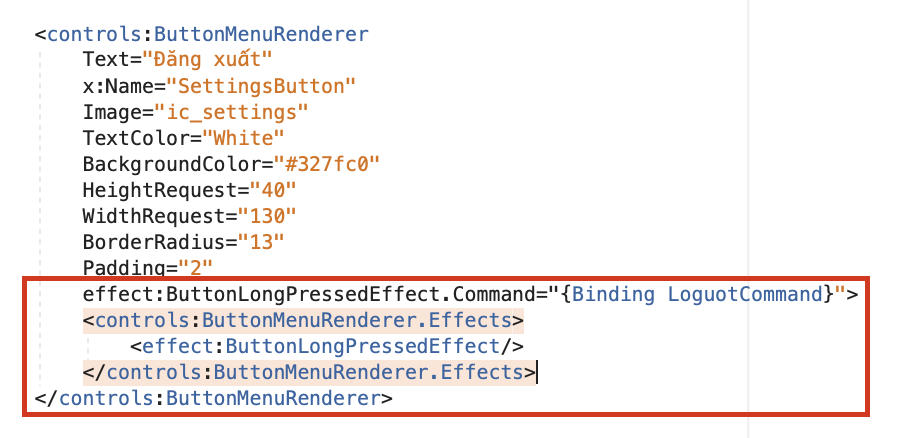 <controls:ButtonMenuRenderer
Text="Đăng xuất"
x:Name="SettingsButton"
Image="ic_settings"
TextColor="White"
BackgroundColor="#327fc0"
HeightRequest="40"
WidthRequest="130"
BorderRadius="13"
Padding="2"
effect:ButtonLongPressedEffect.Command="{Binding LoguotCommand}">
<controls:ButtonMenuRenderer.Effects>
<effect:ButtonLongPressedEffect/>
</controls:ButtonMenuRenderer.Effects>
</controls:ButtonMenuRenderer>